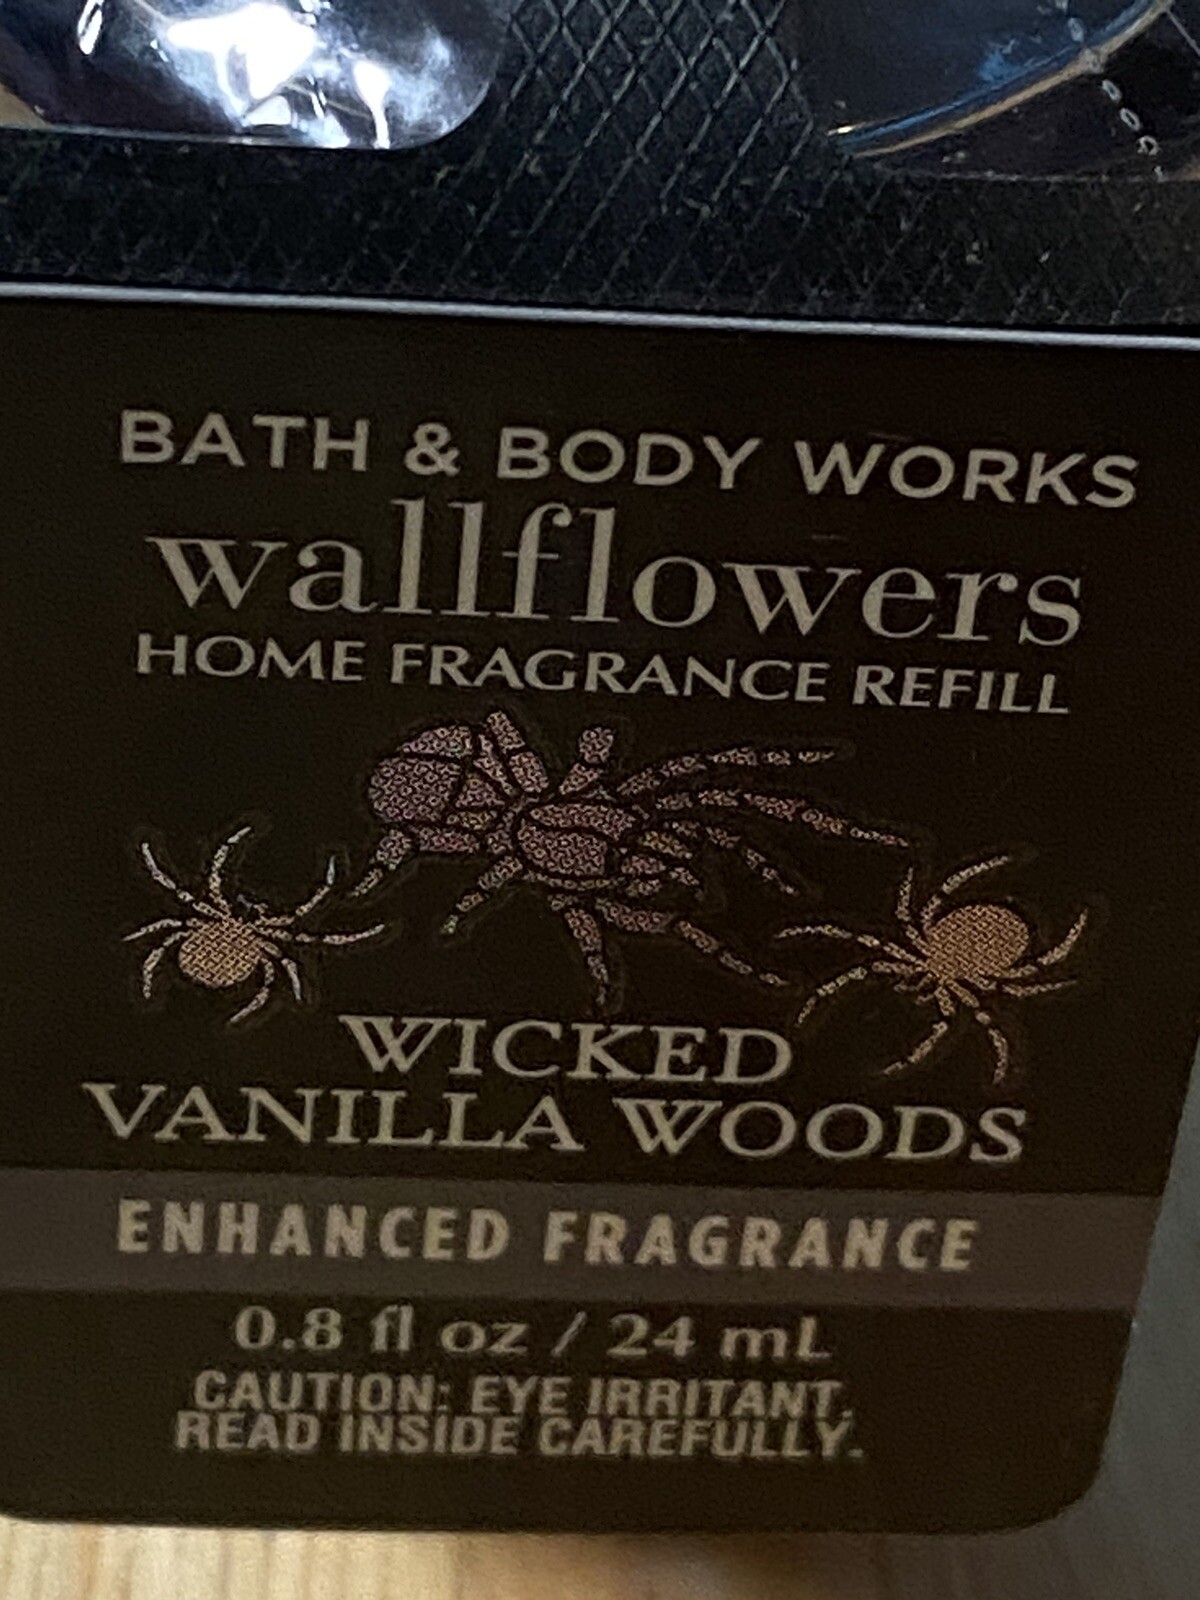 BATH & BODY WORKS
wallflowers
HOME FRAGRANCE REFILL
WICKED
VANILLA WOODS
ENHANCED FRAGRANCE
0.8 fl oz / 24 mL
CAUTION: EYE IRRITANT.
READ INSIDE CAREFULLY.